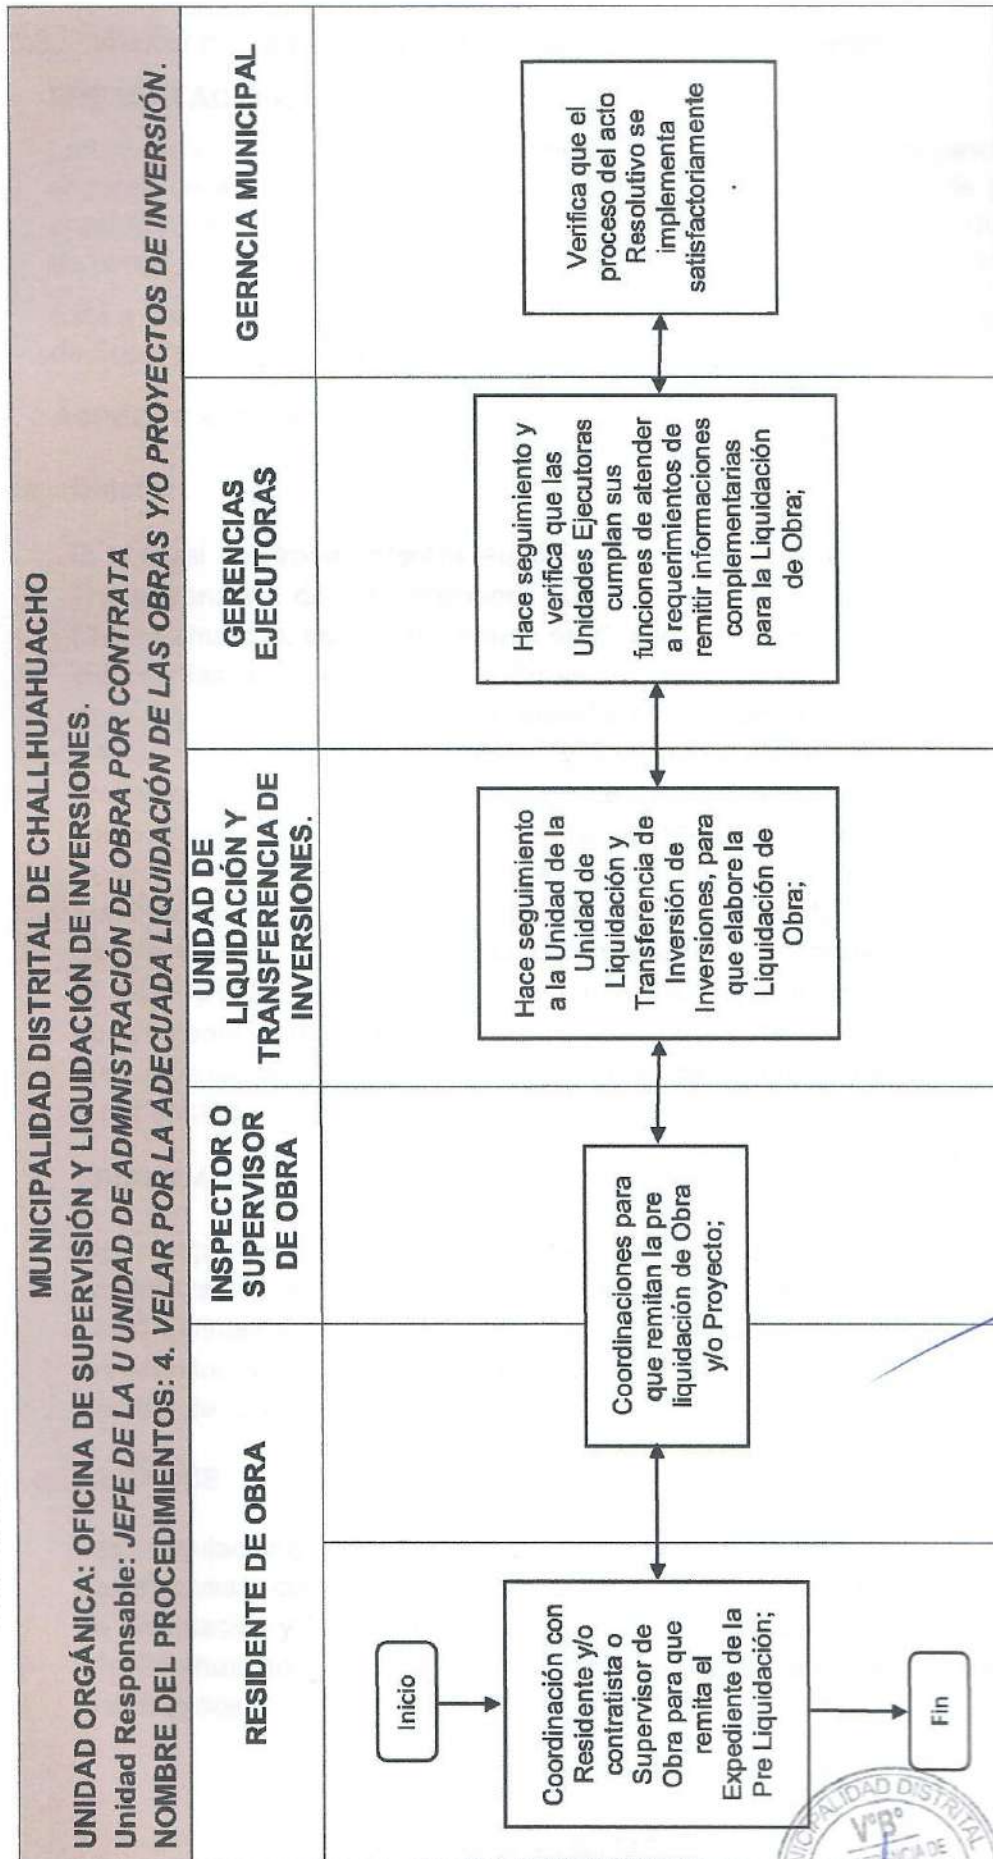 MUNICIPALIDAD DISTRITAL DE CHALLHUAHUACHO
UNIDAD ORGÁNICA: OFICINA DE SUPERVISIÓN Y LIQUIDACIÓN DE INVERSIONES.
Unidad Responsable: JEFE DE LA U UNIDAD DE ADMINISTRACIÓN DE OBRA POR CONTRATA
NOMBRE DEL PROCEDIMIENTOS: 4. VELAR POR LA ADECUADA LIQUIDACIÓN DE LAS OBRAS Y/O PROYECTOS DE INVERSIÓN.
RESIDENTE DE OBRA
INSPECTOR O
SUPERVISOR
DE OBRA
UNIDAD DE
LIQUIDACIÓN Y
TRANSFERENCIA DE
INVERSIONES.
GERENCIAS
EJECUTORAS
GERNCIA MUNICIPAL
Inicio
Coordinación con
Residente y/o
contratista o
Supervisor de
Obra para que
remita el
Expediente de la
Pre Liquidación;
Fin
Coordinaciones para
que remitan la pre
liquidación de Obra
y/o Proyecto;
Hace seguimiento
a la Unidad de la
Unidad de
Liquidación y
Transferencia de
Inversión de
Inversiones, para
que elabore la
Liquidación de
Obra;
Hace seguimiento y
verifica que las
Unidades Ejecutoras
cumplan sus
funciones de atender
a requerimientos de
remitir informaciones
complementarias
para la Liquidación
de Obra;
Verifica que el
proceso del acto
Resolutivo se
implementa
satisfactoriamente
DISTRITAL
V°B°